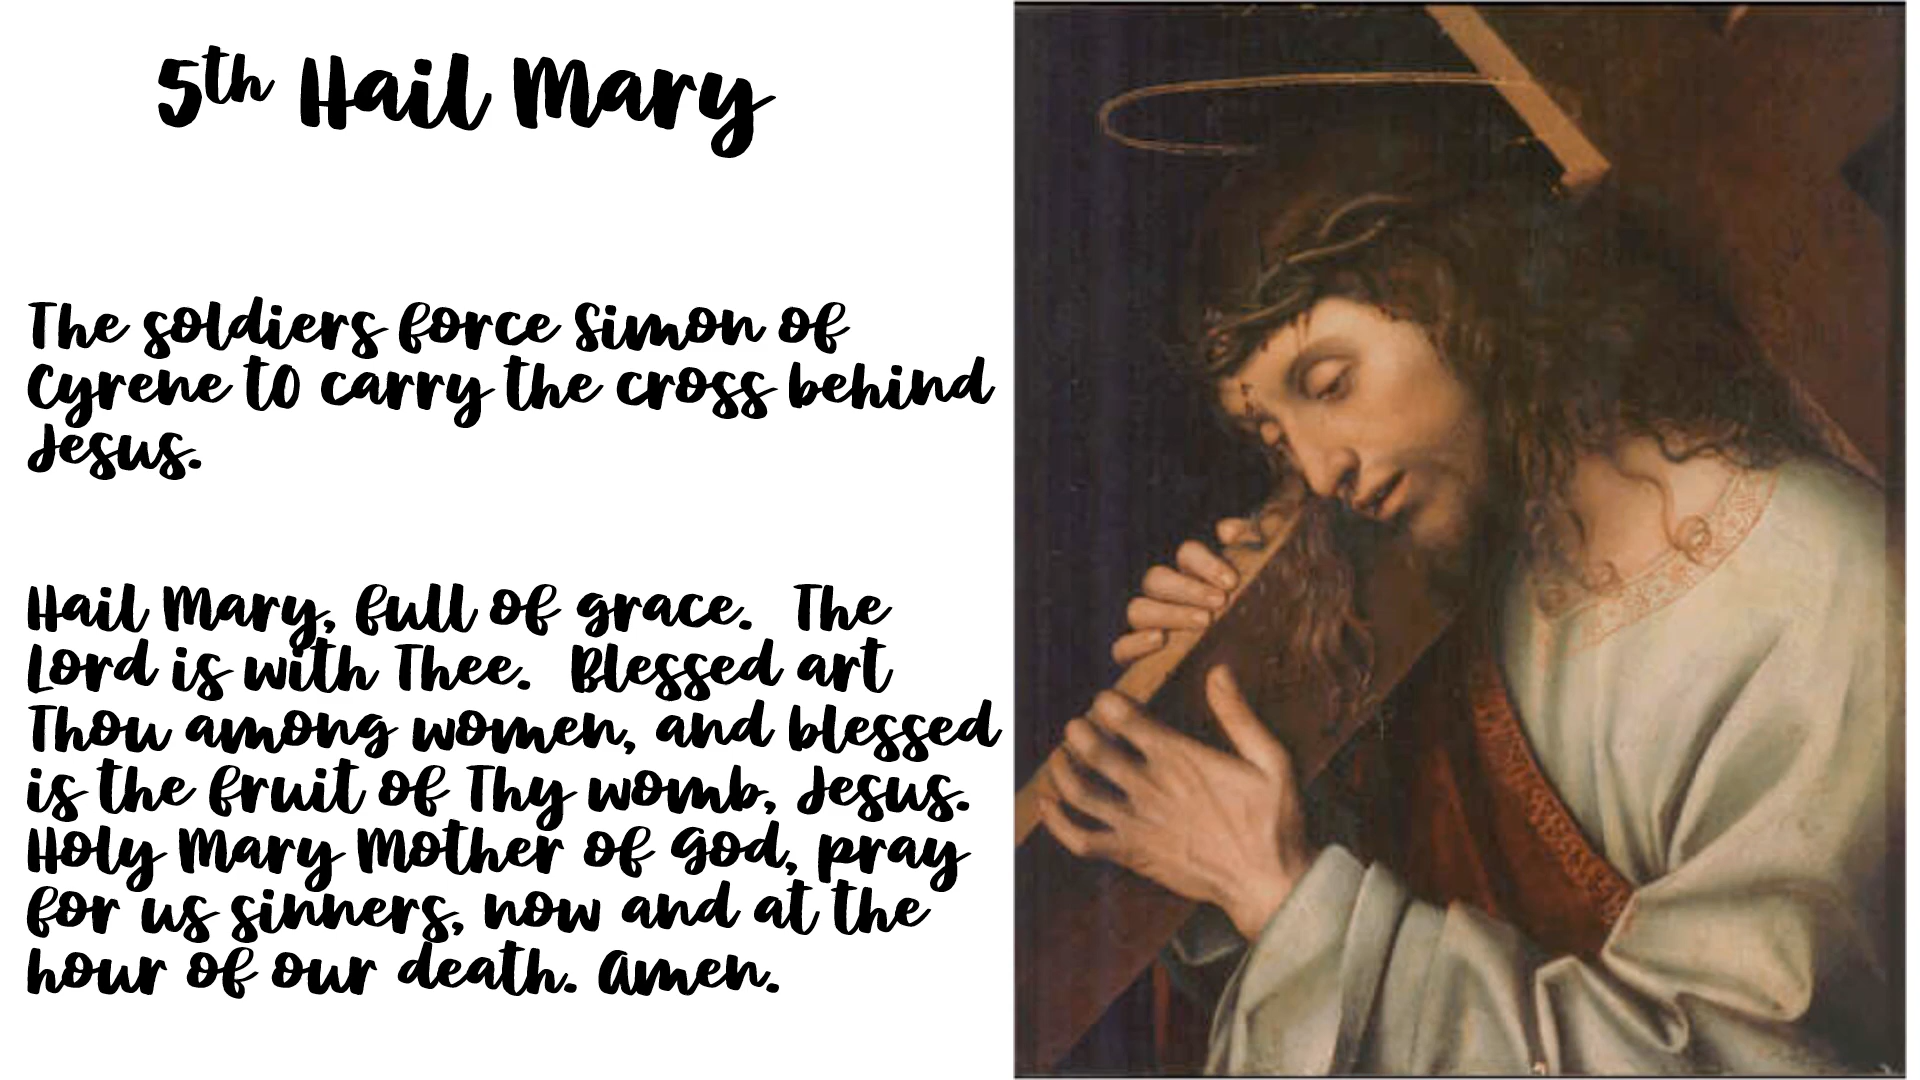 5th Hail Mary
The soldiers force Simon of
Cyrene to carry the cross behind
Jesus.
Hail Mary, full of grace.  The
Lord is with Thee.  Blessed art
Thou among women, and blessed
is the fruit of Thy womb, Jesus.
Holy Mary Mother of God, pray
for us sinners, now and at the
hour of our death. Amen.